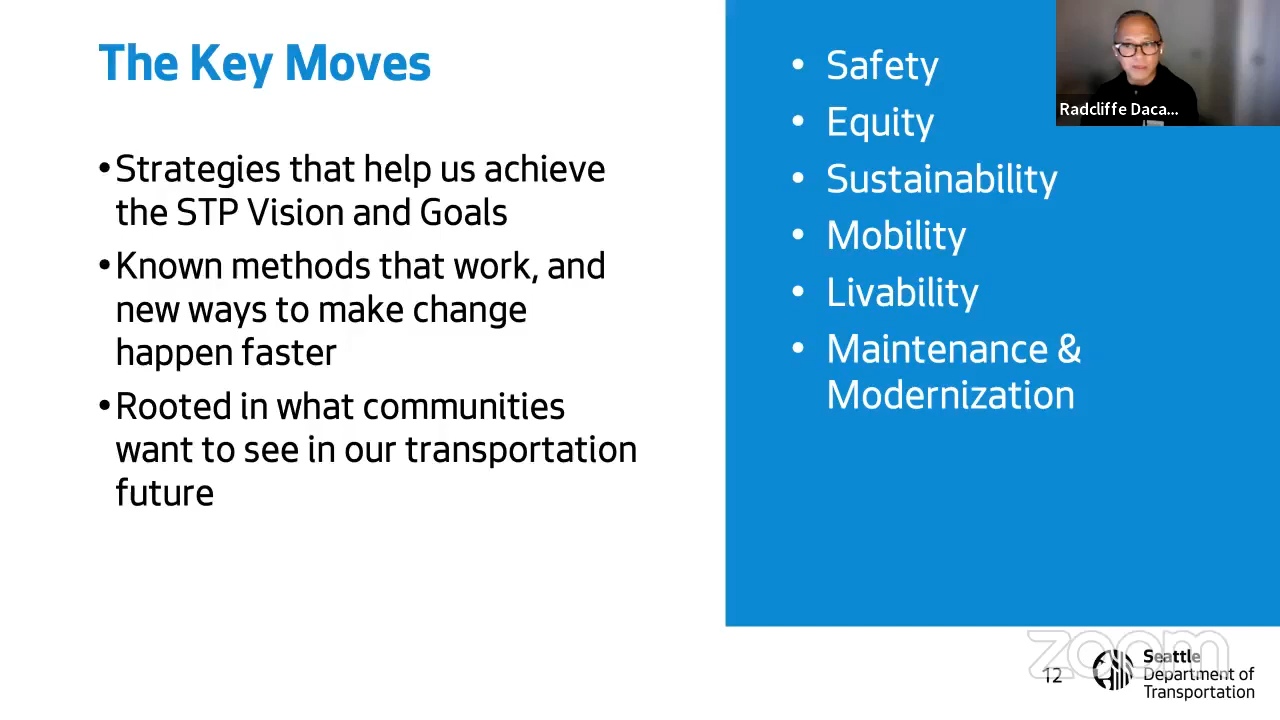 The Key Moves
•Strategies that help us achieve
the STP Vision and Goals
•Known methods that work, and
new ways to make change
happen faster
•Rooted in what communities
want to see in our transportation
future
• Safety
• Equity
• Sustainability
• Mobility
• Livability
• Maintenance &
Modernization
Radcliffe Daca...
zoom
12
Seattle
Department of
Transportation